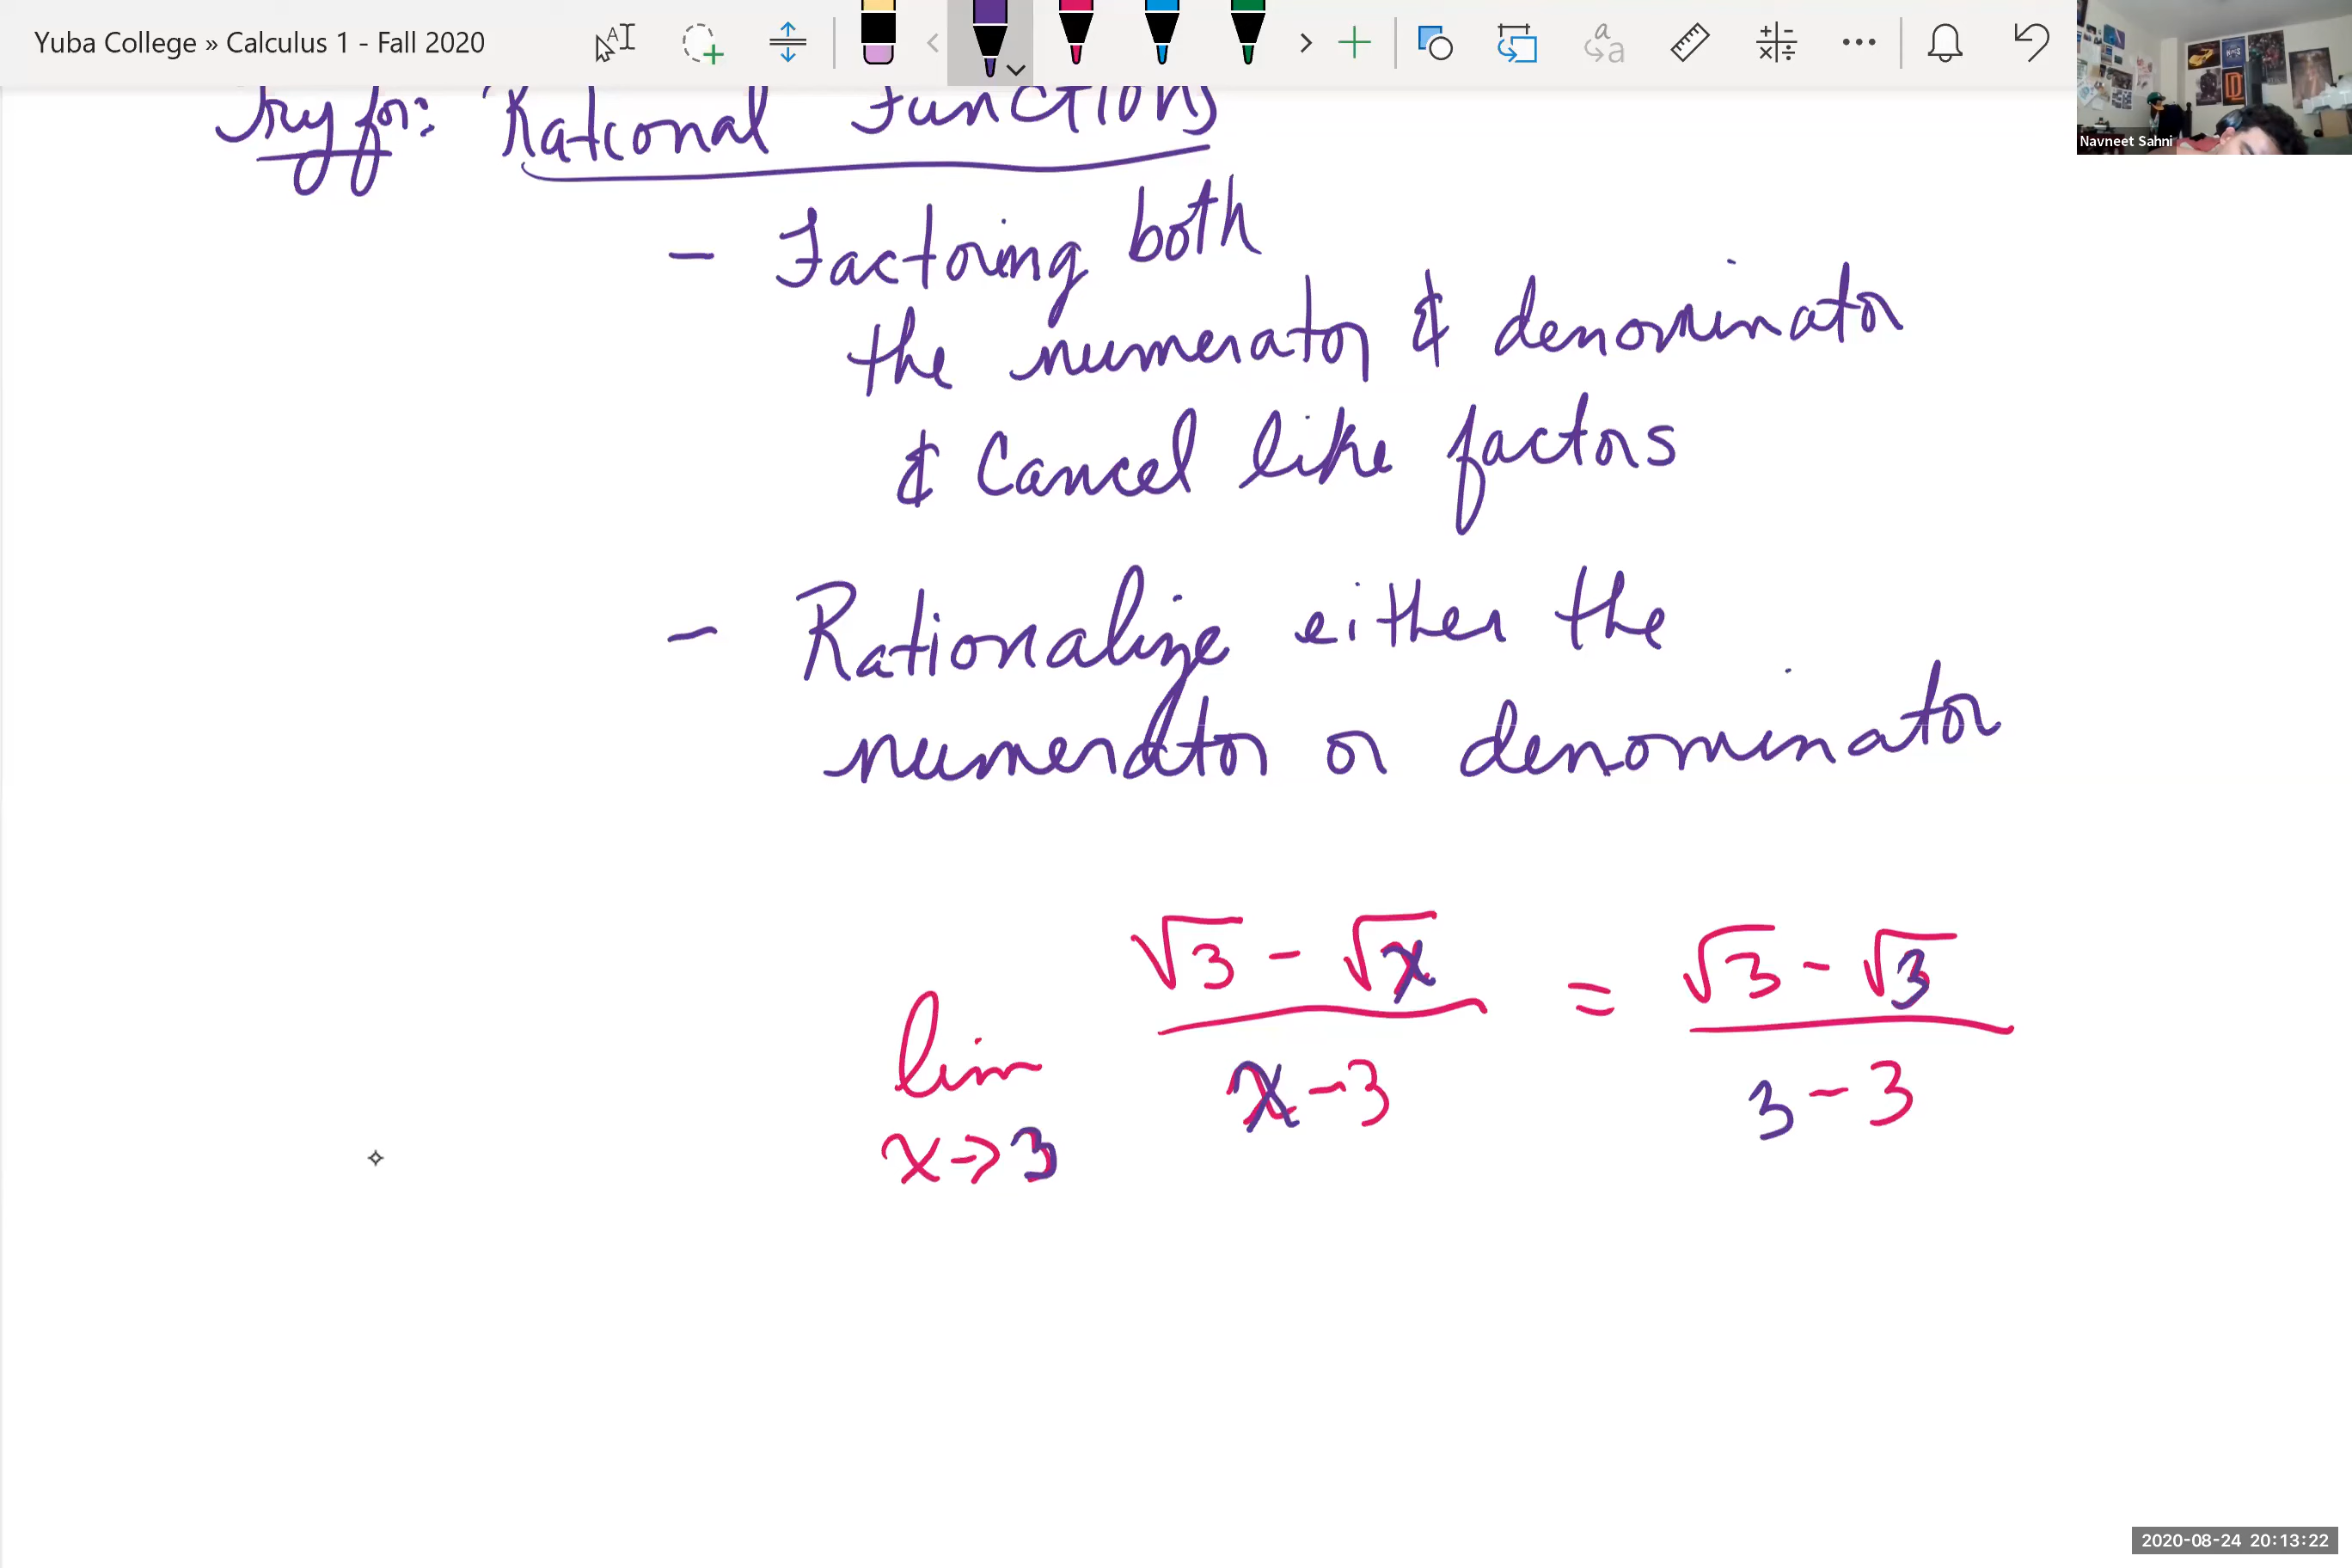 Yuba College » Calculus 1 - Fall 2020
Navneet Sahni
Try for: Rational Functions
- Factoring both
the numerator & denominator
& Cancel like factors
- Rationalize either the
numerator or denominator
lim x→3 (√3 - √x)/(x - 3) = (√3 - √3)/(3 - 3)
2020-08-24 20:13:22